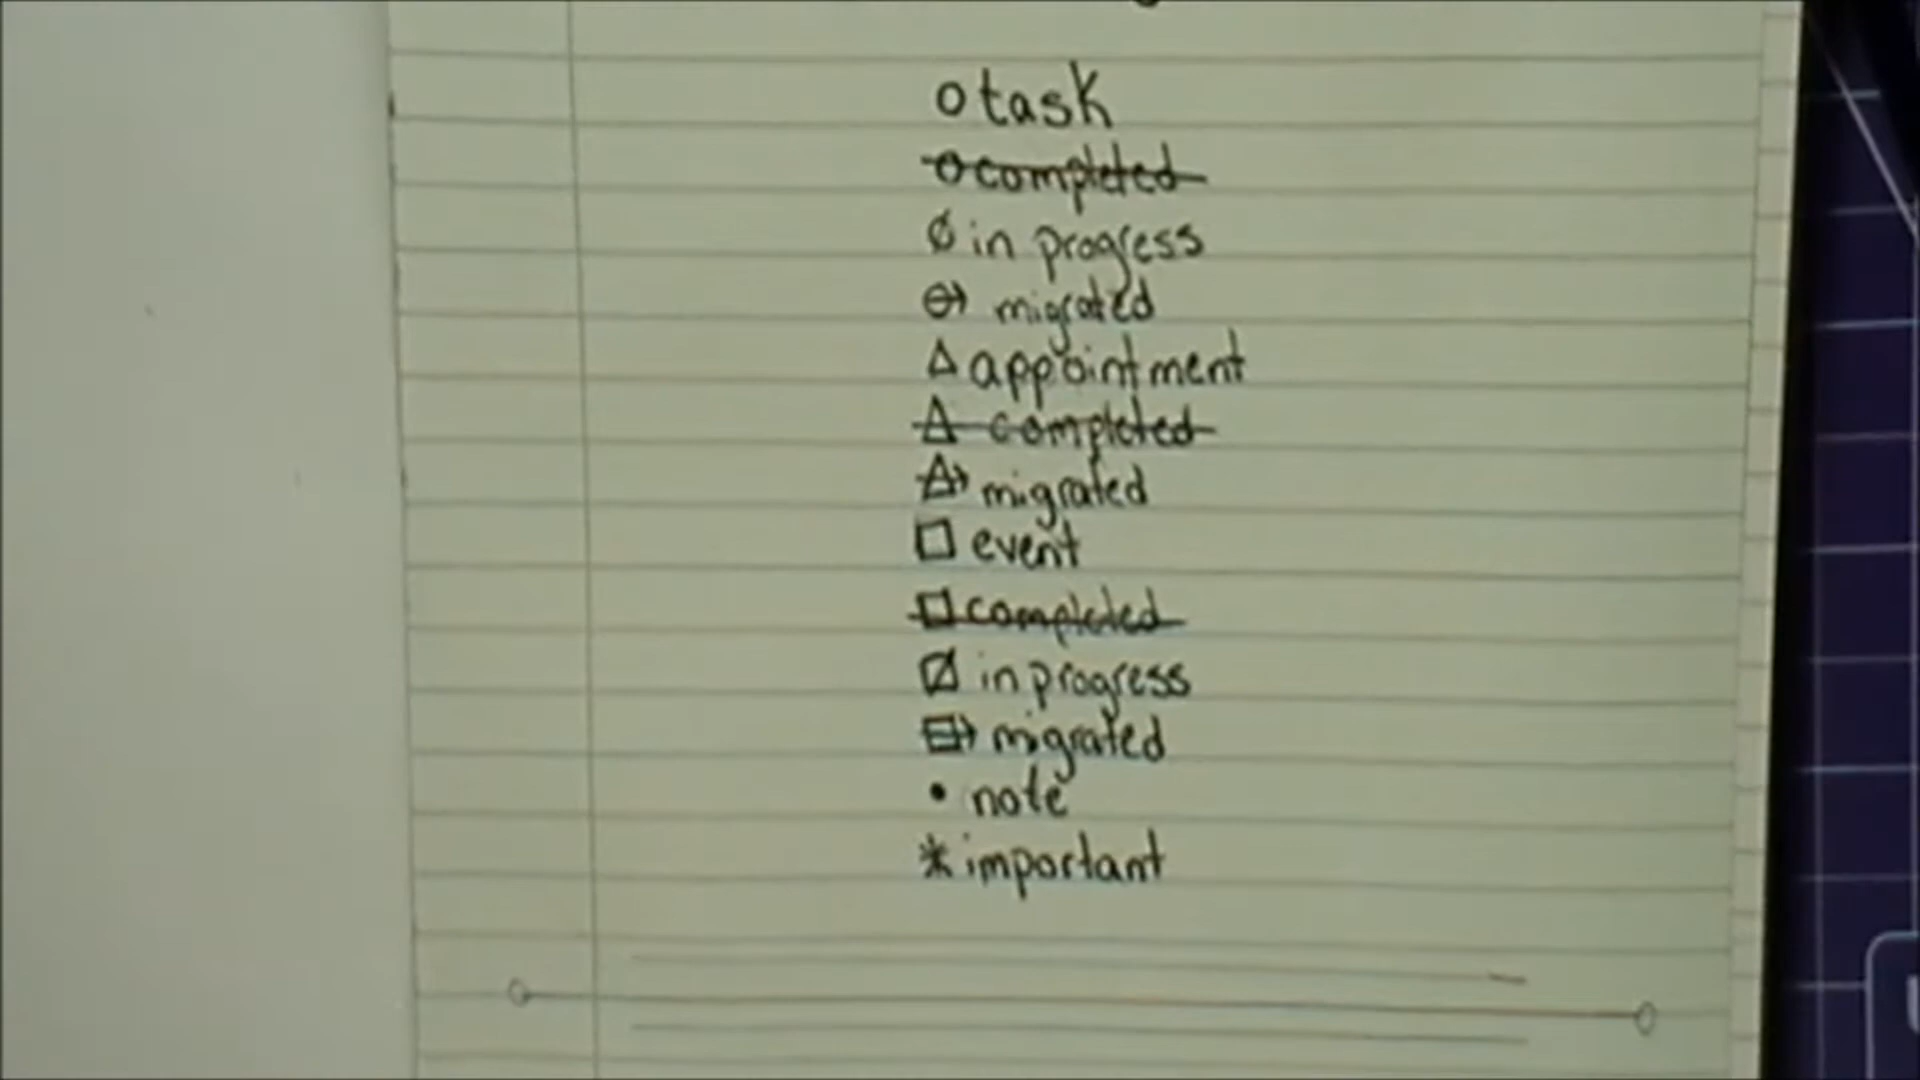 o task
o completed
ø in progress
⊖> migrated
△ appointment
△ completed
△> migrated
□ event
□ completed
⍁ in progress
⊟> migrated
• note
* important